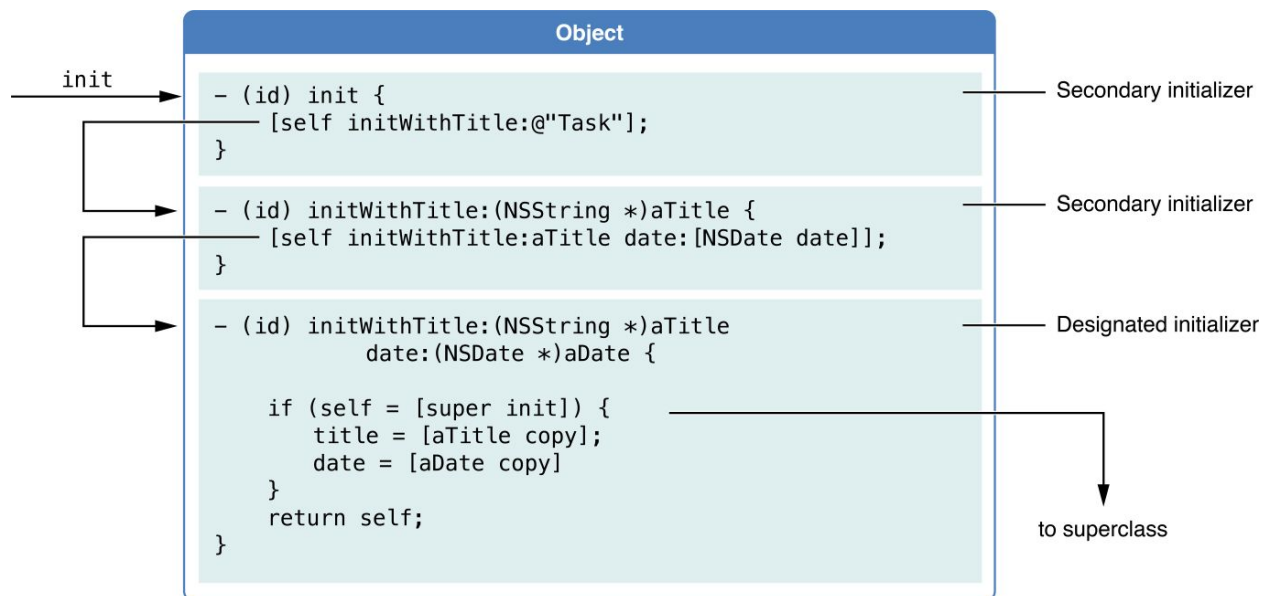 Object
init
- (id) init {
[self initWithTitle:@"Task"];
}
Secondary initializer
- (id) initWithTitle:(NSString *)aTitle {
[self initWithTitle:aTitle date:[NSDate date]];
}
Secondary initializer
- (id) initWithTitle:(NSString *)aTitle
date:(NSDate *)aDate {
if (self = [super init]) {
title = [aTitle copy];
date = [aDate copy]
}
return self;
}
Designated initializer
to superclass